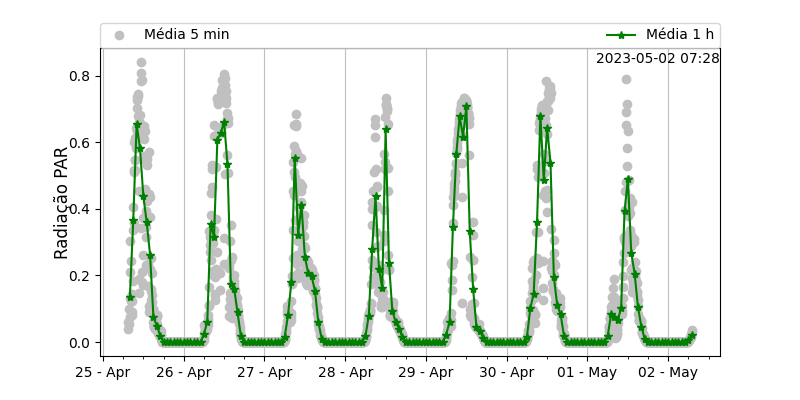 Média 5 min
Média 1 h
2023-05-02 07:28
Radiação PAR
0.8
0.6
0.4
0.2
0.0
25 - Apr
26 - Apr
27 - Apr
28 - Apr
29 - Apr
30 - Apr
01 - May
02 - May